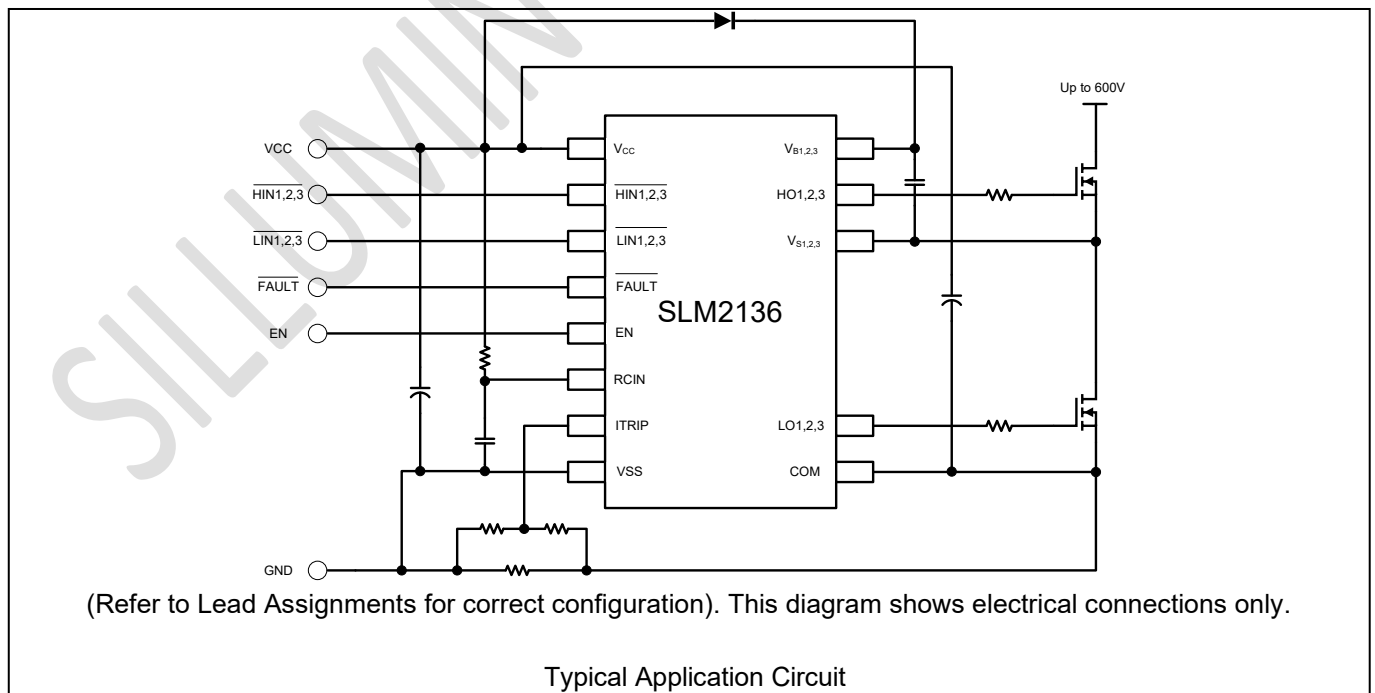 SILLUMIN
Up to 600V
VCC
HIN1,2,3
LIN1,2,3
FAULT
EN
GND
VCC
HIN1,2,3
LIN1,2,3
FAULT
EN
RCIN
ITRIP
VSS
SLM2136
VB1,2,3
HO1,2,3
VS1,2,3
LO1,2,3
COM
(Refer to Lead Assignments for correct configuration). This diagram shows electrical connections only.
Typical Application Circuit